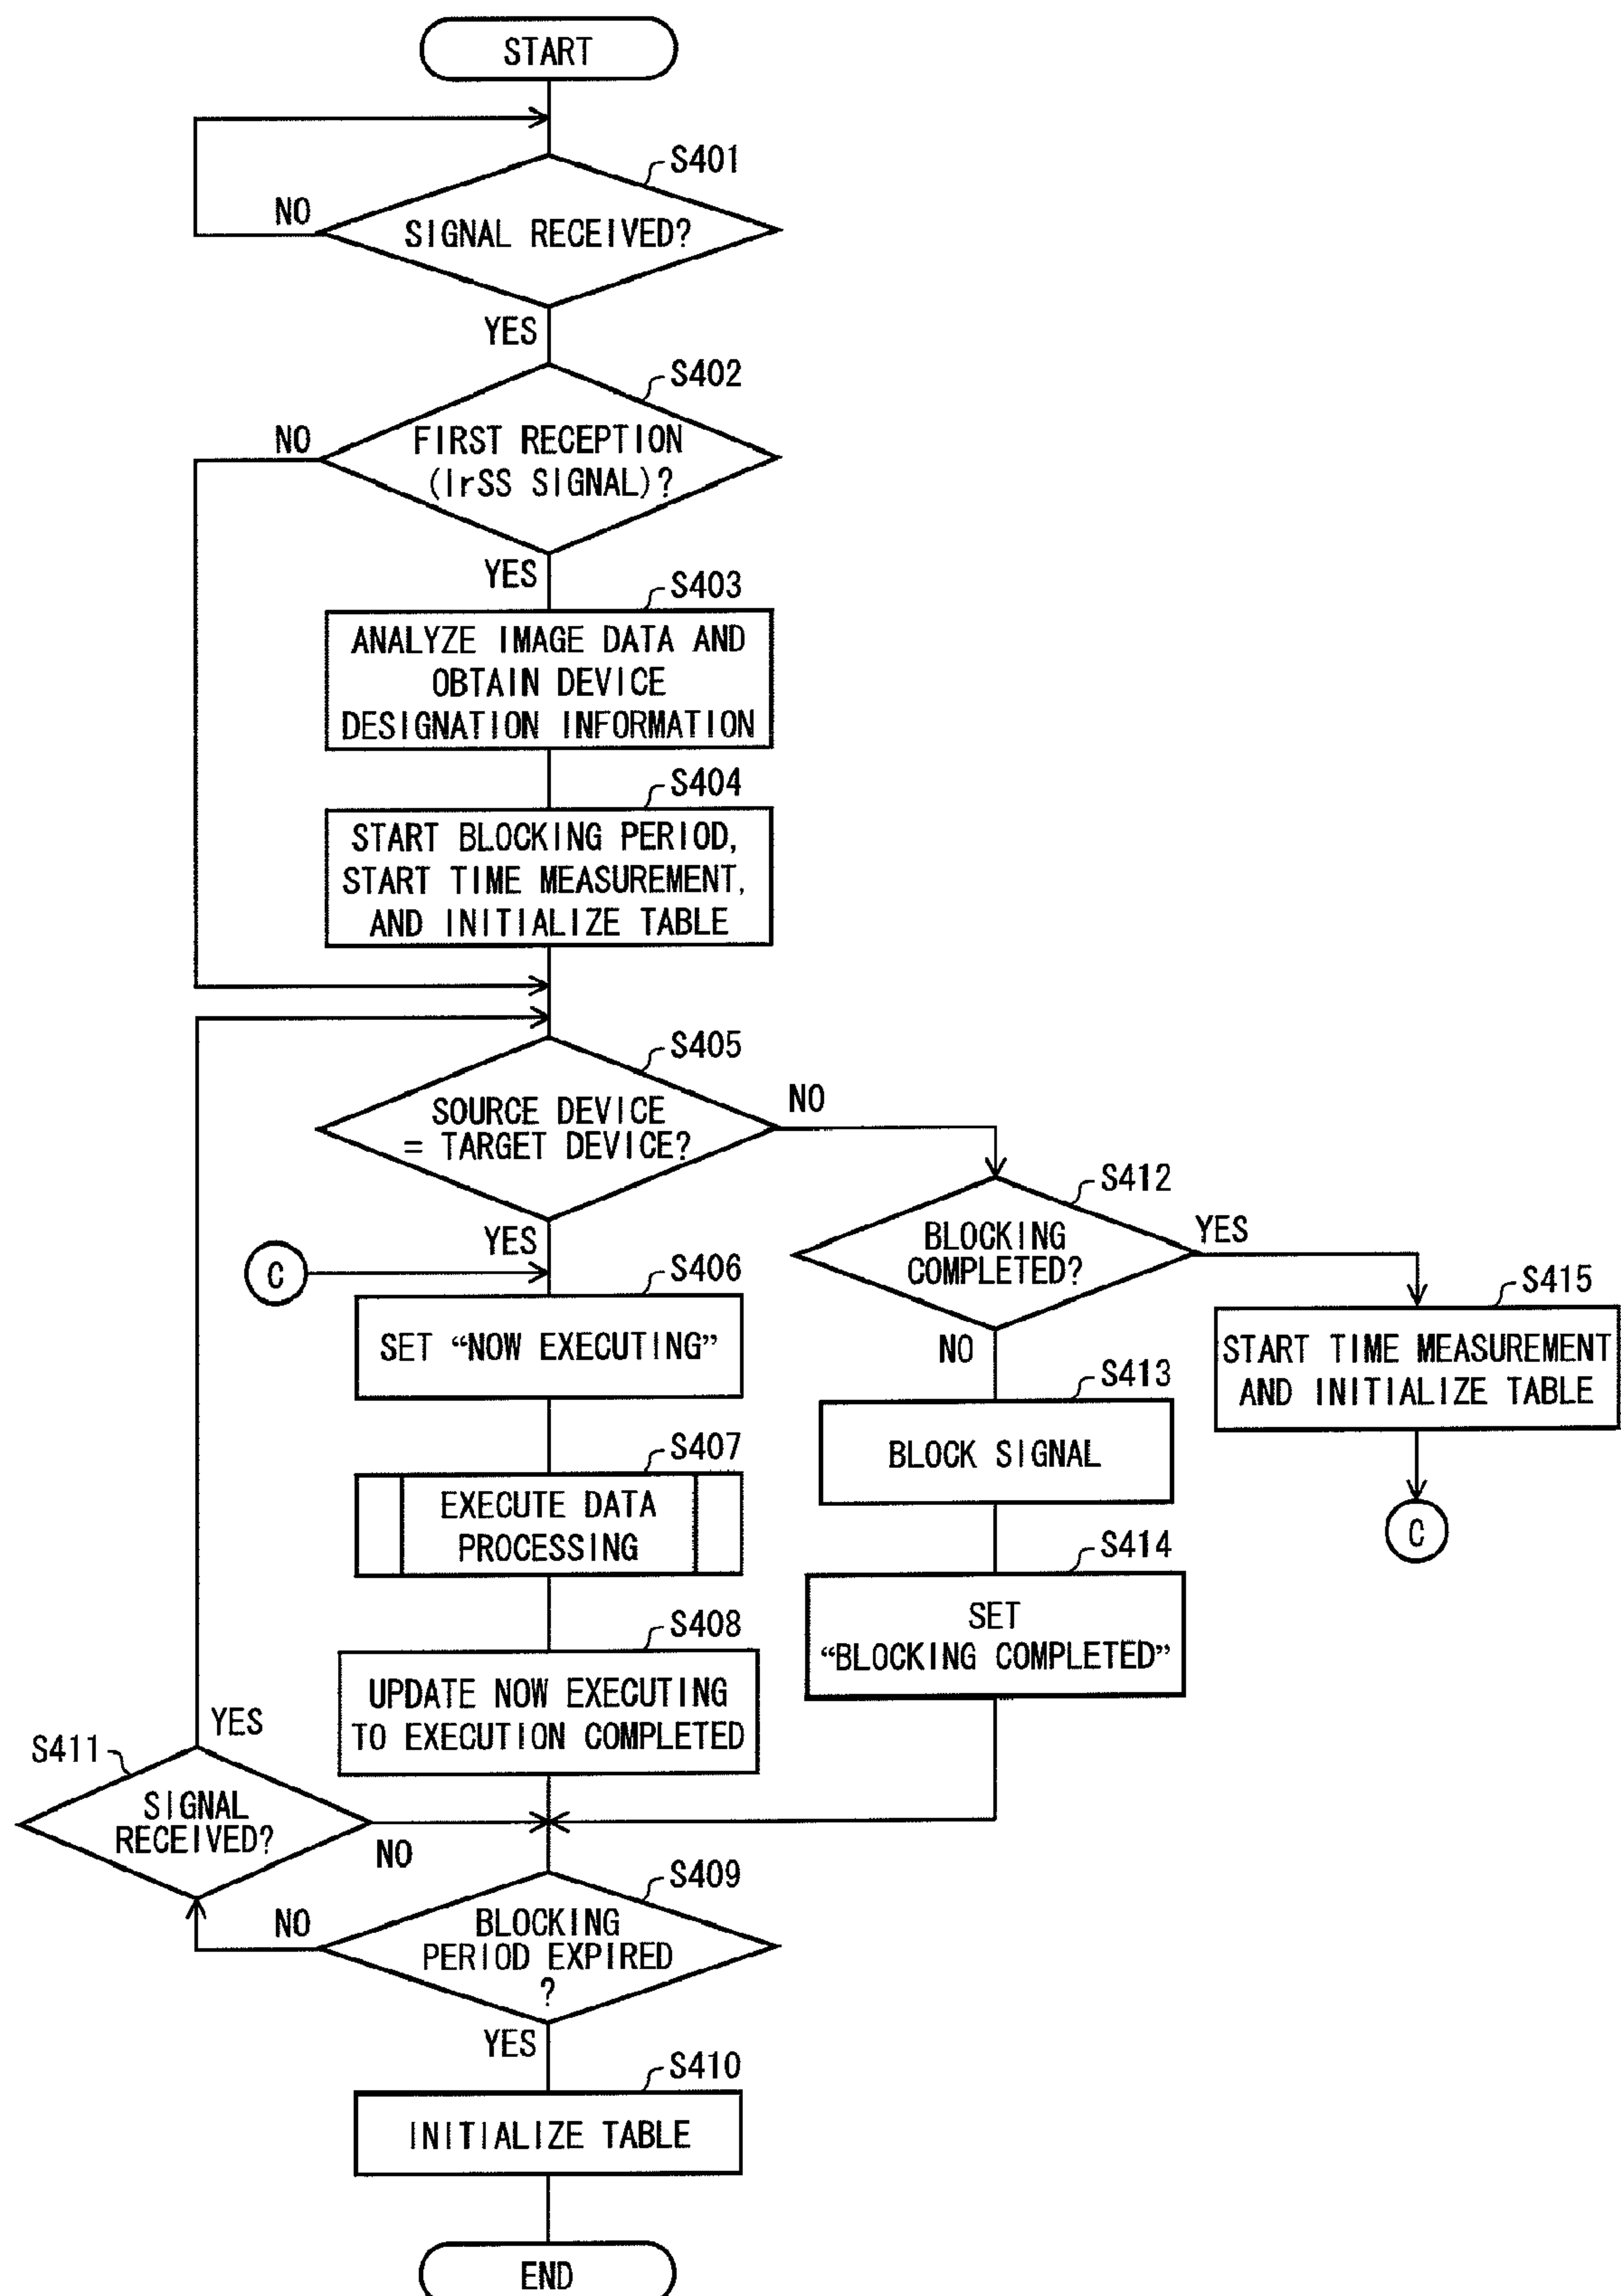 START
S401
NO
SIGNAL RECEIVED?
YES
S402
NO
FIRST RECEPTION
(IrSS SIGNAL)?
YES
S403
ANALYZE IMAGE DATA AND
OBTAIN DEVICE
DESIGNATION INFORMATION
S404
START BLOCKING PERIOD,
START TIME MEASUREMENT,
AND INITIALIZE TABLE
S405
SOURCE DEVICE
= TARGET DEVICE?
NO
YES
S412
BLOCKING
COMPLETED?
YES
NO
C
S406
SET “NOW EXECUTING”
S415
START TIME MEASUREMENT
AND INITIALIZE TABLE
C
S413
BLOCK SIGNAL
S407
EXECUTE DATA
PROCESSING
S414
SET
“BLOCKING COMPLETED”
S408
UPDATE NOW EXECUTING
TO EXECUTION COMPLETED
YES
S411
SIGNAL
RECEIVED?
NO
S409
NO
BLOCKING
PERIOD EXPIRED
?
YES
S410
INITIALIZE TABLE
END